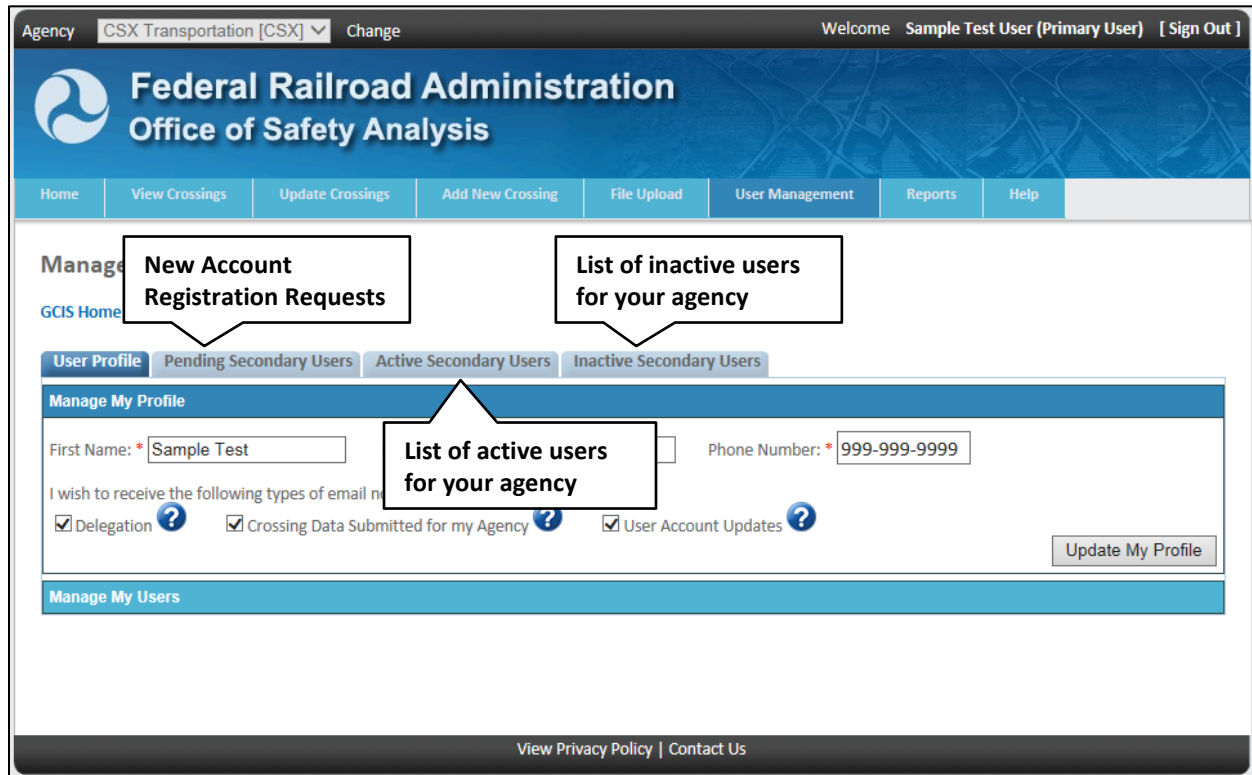 Agency CSX Transportation [CSX] Change Welcome Sample Test User (Primary User) [ Sign Out ]
Federal Railroad Administration
Office of Safety Analysis
Home View Crossings Update Crossings Add New Crossing File Upload User Management Reports Help
Manage
New Account
Registration Requests
List of inactive users
for your agency
GCIS Home
User Profile Pending Secondary Users Active Secondary Users Inactive Secondary Users
Manage My Profile
First Name: * Sample Test
List of active users
for your agency
Phone Number: * 999-999-9999
I wish to receive the following types of email
Delegation ? Crossing Data Submitted for my Agency ? User Account Updates ?
Update My Profile
Manage My Users
View Privacy Policy | Contact Us